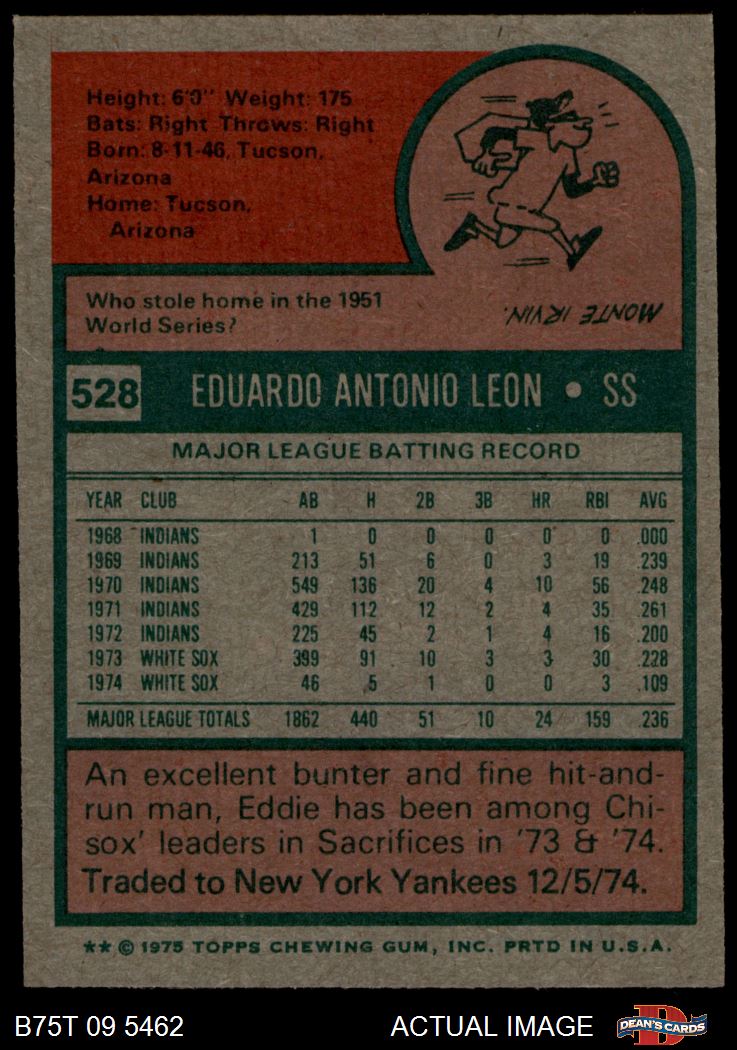 Height: 6'0" Weight: 175
Bats: Right Throws: Right
Born: 8-11-46, Tucson,
Arizona
Home: Tucson,
Arizona
Who stole home in the 1951
World Series?
MONTE IRVIN.
528 EDUARDO ANTONIO LEON • SS
MAJOR LEAGUE BATTING RECORD
YEAR CLUB AB H 2B 3B HR RBI AVG
1968 INDIANS 1 0 0 0 0 0 .000
1969 INDIANS 213 51 6 0 3 19 .239
1970 INDIANS 549 136 20 4 10 56 .248
1971 INDIANS 429 112 12 2 4 35 .261
1972 INDIANS 225 45 2 1 4 16 .200
1973 WHITE SOX 399 91 10 3 3 30 .228
1974 WHITE SOX 46 5 1 0 0 3 .109
MAJOR LEAGUE TOTALS 1862 440 51 10 24 159 .236
An excellent bunter and fine hit-and-
run man, Eddie has been among Chi-
sox' leaders in Sacrifices in '73 & '74.
Traded to New York Yankees 12/5/74.
** © 1975 TOPPS CHEWING GUM, INC. PRTD IN U.S.A.
B75T 09 5462 ACTUAL IMAGE DEAN'S CARDS